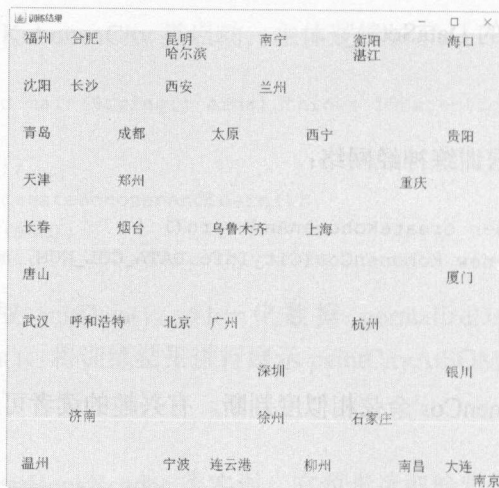 训练结果
福州 合肥 昆明 南宁 衡阳 海口
哈尔滨 湛江
沈阳 长沙 西安 兰州
青岛 成都 太原 西宁 贵阳
天津 郑州 重庆
长春 烟台 乌鲁木齐 上海
唐山 厦门
武汉 呼和浩特 北京 广州 杭州
深圳 银川
济南 徐州 石家庄
温州 宁波 连云港 柳州 南昌 大连
南京